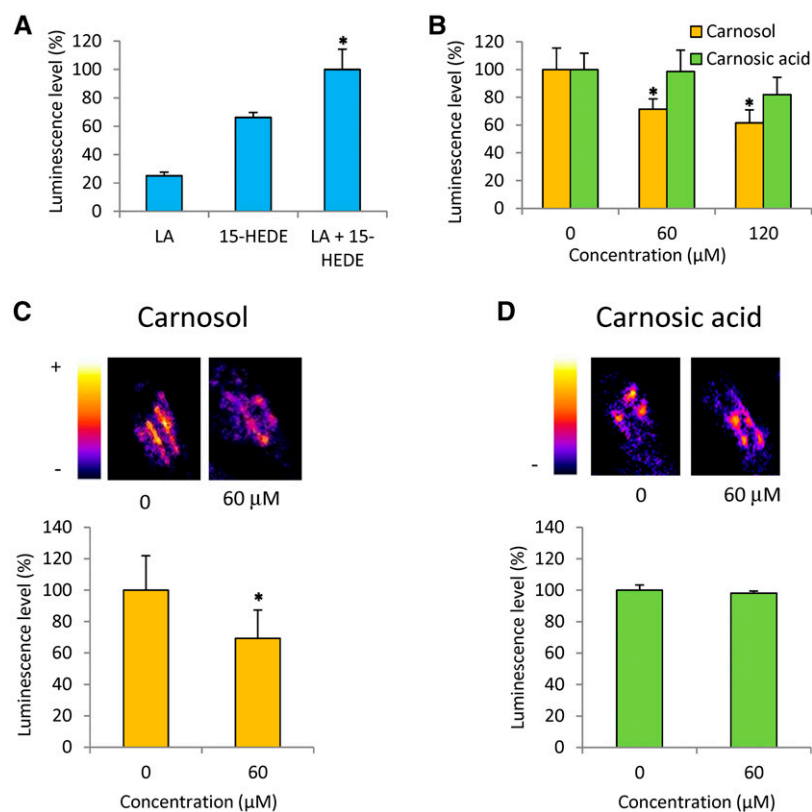 A
Luminescence level (%)
140
120
100
80
60
40
20
0
*
LA
15-HEDE
LA + 15-
HEDE
B
Luminescence level (%)
140
120
100
80
60
40
20
0
Carnosol
Carnosic acid
*
*
0
60
120
Concentration (µM)
C
Carnosol
+
-
0
60 µM
Luminescence level (%)
140
120
100
80
60
40
20
0
*
0
60
Concentration (µM)
D
Carnosic acid
-
0
60 µM
Luminescence level (%)
140
120
100
80
60
40
20
0
0
60
Concentration (µM)